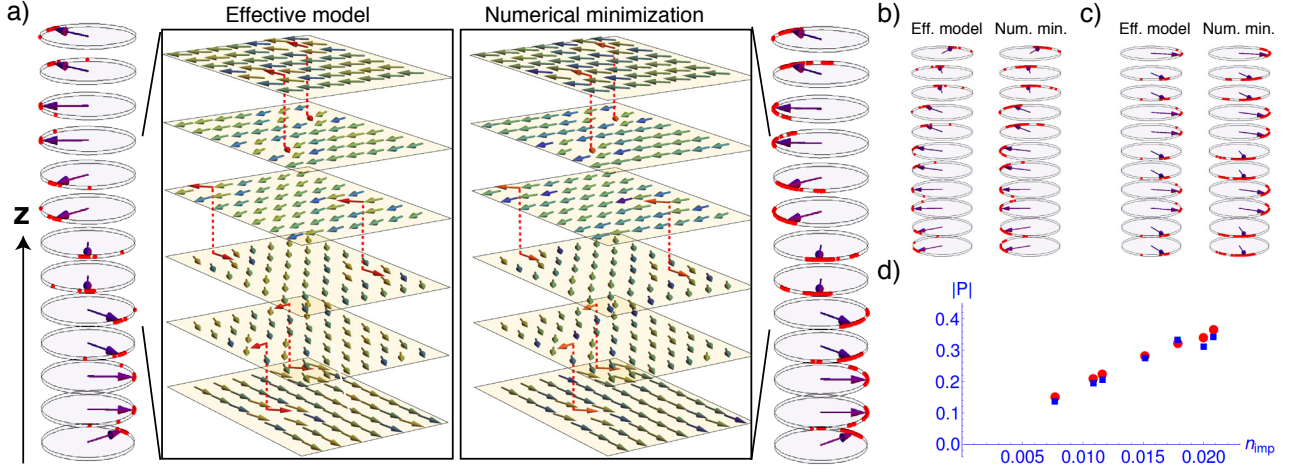 a)
Effective model
Numerical minimization
z
b)
Eff. model Num. min.
c)
Eff. model Num. min.
d)
|P|
0.4
0.3
0.2
0.1
0.0
0.005 0.010 0.015 0.020 nimp